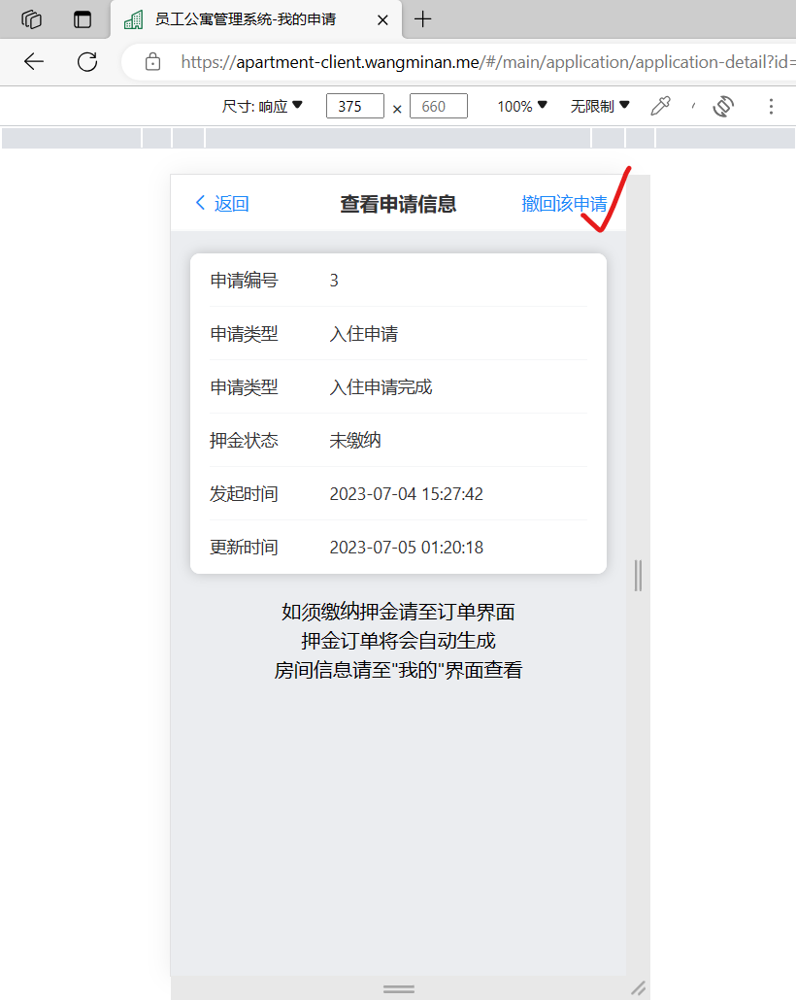 员工公寓管理系统-我的申请
https://apartment-client.wangminan.me/#/main/application/application-detail?id=
尺寸: 响应 375 × 660 100% 无限制
返回 查看申请信息 撤回该申请
申请编号 3
申请类型 入住申请
申请类型 入住申请完成
押金状态 未缴纳
发起时间 2023-07-04 15:27:42
更新时间 2023-07-05 01:20:18
如须缴纳押金请至订单界面
押金订单将会自动生成
房间信息请至"我的"界面查看